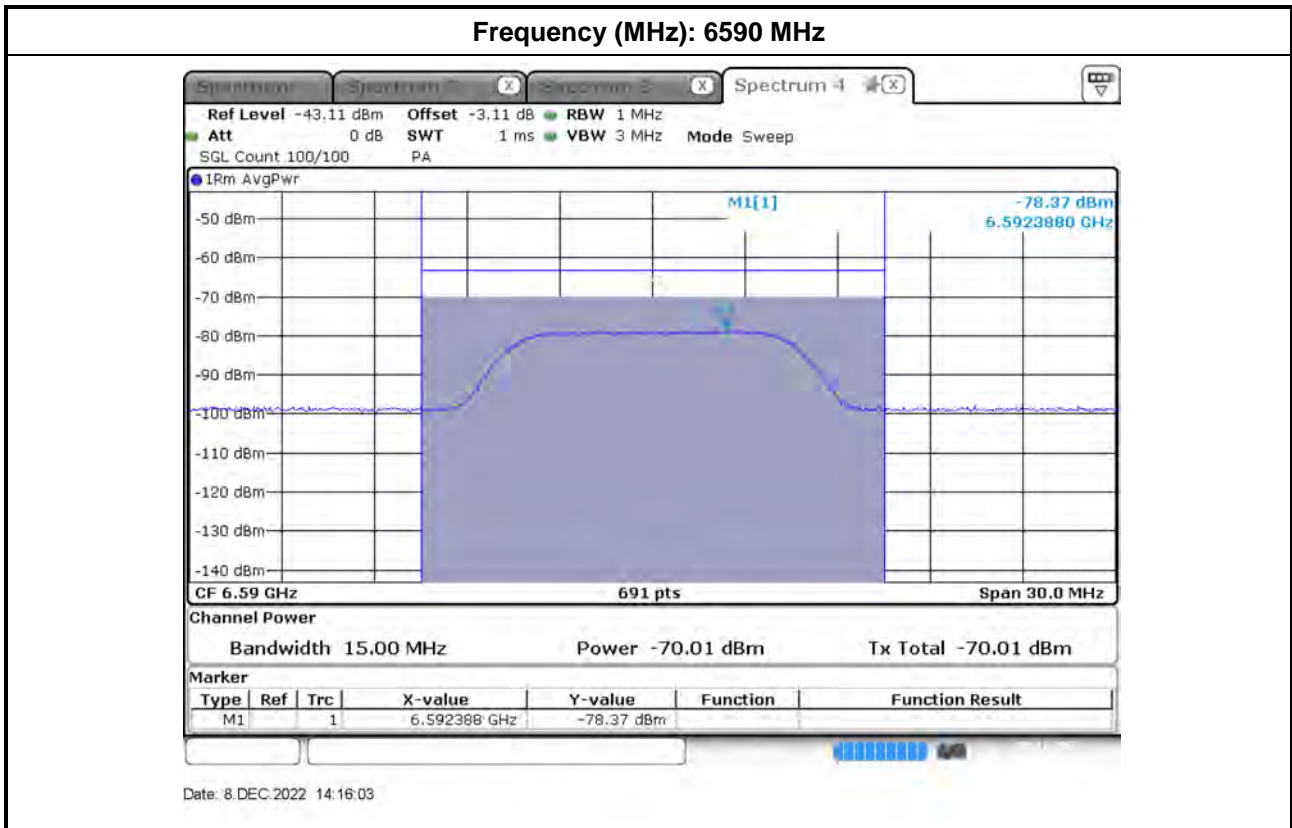 Frequency (MHz): 6590 MHz
Spectrum 4
Ref Level -43.11 dBm Offset -3.11 dB RBW 1 MHz
Att 0 dB SWT 1 ms VBW 3 MHz Mode Sweep
SGL Count 100/100 PA
1Rm AvgPwr
M1[1] -78.37 dBm
6.5923880 GHz
-50 dBm
-60 dBm
-70 dBm
-80 dBm
-90 dBm
-100 dBm
-110 dBm
-120 dBm
-130 dBm
-140 dBm
CF 6.59 GHz 691 pts Span 30.0 MHz
Channel Power
Bandwidth 15.00 MHz Power -70.01 dBm Tx Total -70.01 dBm
Marker
Type Ref Trc X-value Y-value Function Function Result
M1 1 6.592388 GHz -78.37 dBm
Date: 8.DEC.2022 14:16:03